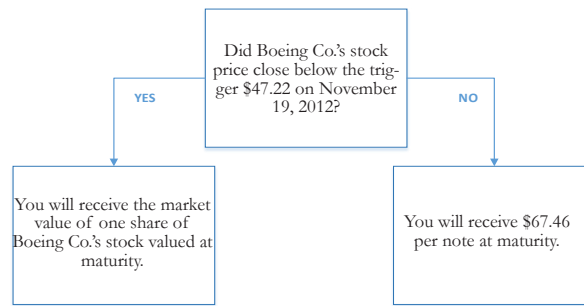 Did Boeing Co.'s stock
price close below the trig-
ger $47.22 on November
19, 2012?
YES
NO
You will receive the market
value of one share of
Boeing Co.'s stock valued at
maturity.
You will receive $67.46
per note at maturity.